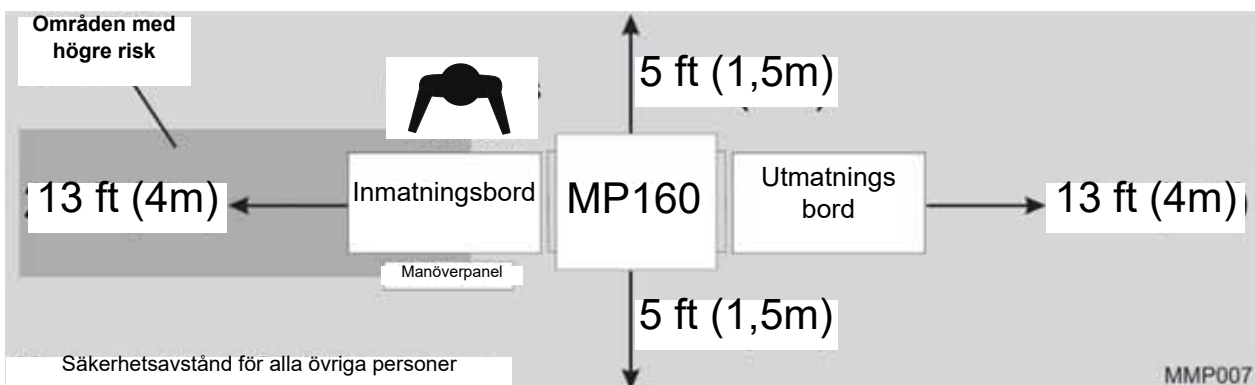 Områden med
högre risk
5 ft (1,5m)
13 ft (4m)
Inmatningsbord
MP160
Utmatnings
bord
13 ft (4m)
Manöverpanel
5 ft (1,5m)
Säkerhetsavstånd för alla övriga personer
MMP007